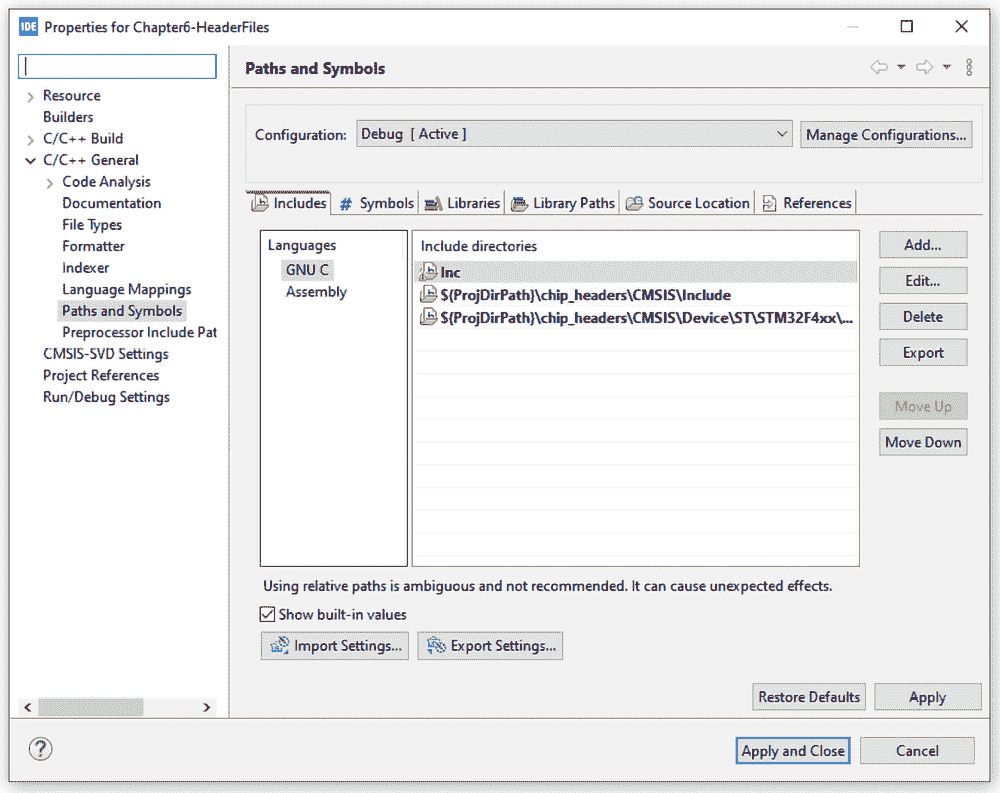 IDE Properties for Chapter6-HeaderFiles
Resource
Builders
C/C++ Build
C/C++ General
Code Analysis
Documentation
File Types
Formatter
Indexer
Language Mappings
Paths and Symbols
Preprocessor Include Pat
CMSIS-SVD Settings
Project References
Run/Debug Settings
Paths and Symbols
Configuration: Debug [ Active ] Manage Configurations...
Includes # Symbols Libraries Library Paths Source Location References
Languages
GNU C
Assembly
Include directories
Inc
${ProjDirPath}\chip_headers\CMSIS\Include
${ProjDirPath}\chip_headers\CMSIS\Device\ST\STM32F4xx\...
Add...
Edit...
Delete
Export
Move Up
Move Down
Using relative paths is ambiguous and not recommended. It can cause unexpected effects.
Show built-in values
Import Settings... Export Settings...
Restore Defaults Apply
? Apply and Close Cancel